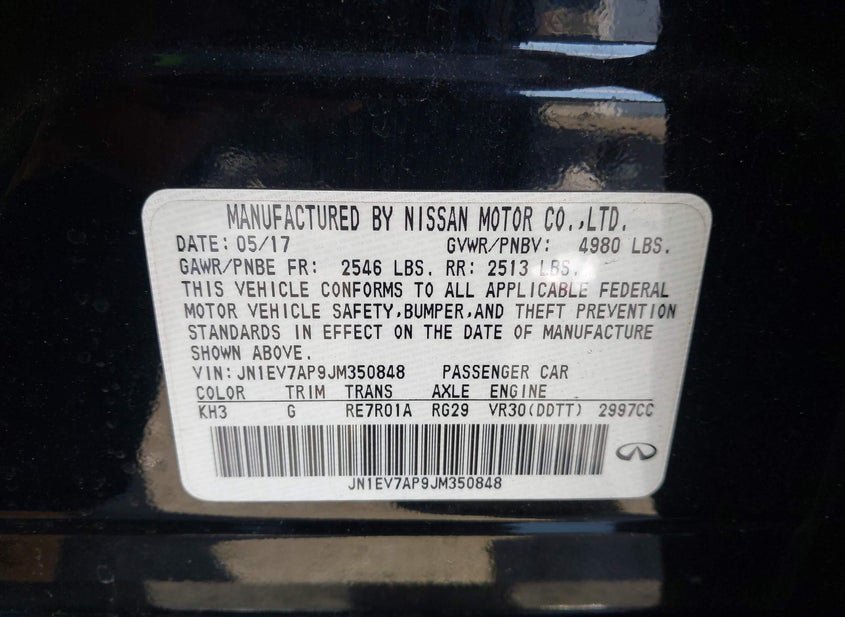 MANUFACTURED BY NISSAN MOTOR CO.,LTD.
DATE: 05/17 GVWR/PNBV: 4980 LBS.
GAWR/PNBE FR: 2546 LBS. RR: 2513 LBS.
THIS VEHICLE CONFORMS TO ALL APPLICABLE FEDERAL
MOTOR VEHICLE SAFETY,BUMPER,AND THEFT PREVENTION
STANDARDS IN EFFECT ON THE DATE OF MANUFACTURE
SHOWN ABOVE.
VIN: JN1EV7AP9JM350848 PASSENGER CAR
COLOR TRIM TRANS AXLE ENGINE
KH3 G RE7R01A RG29 VR30(DDTT) 2997CC
JN1EV7AP9JM350848